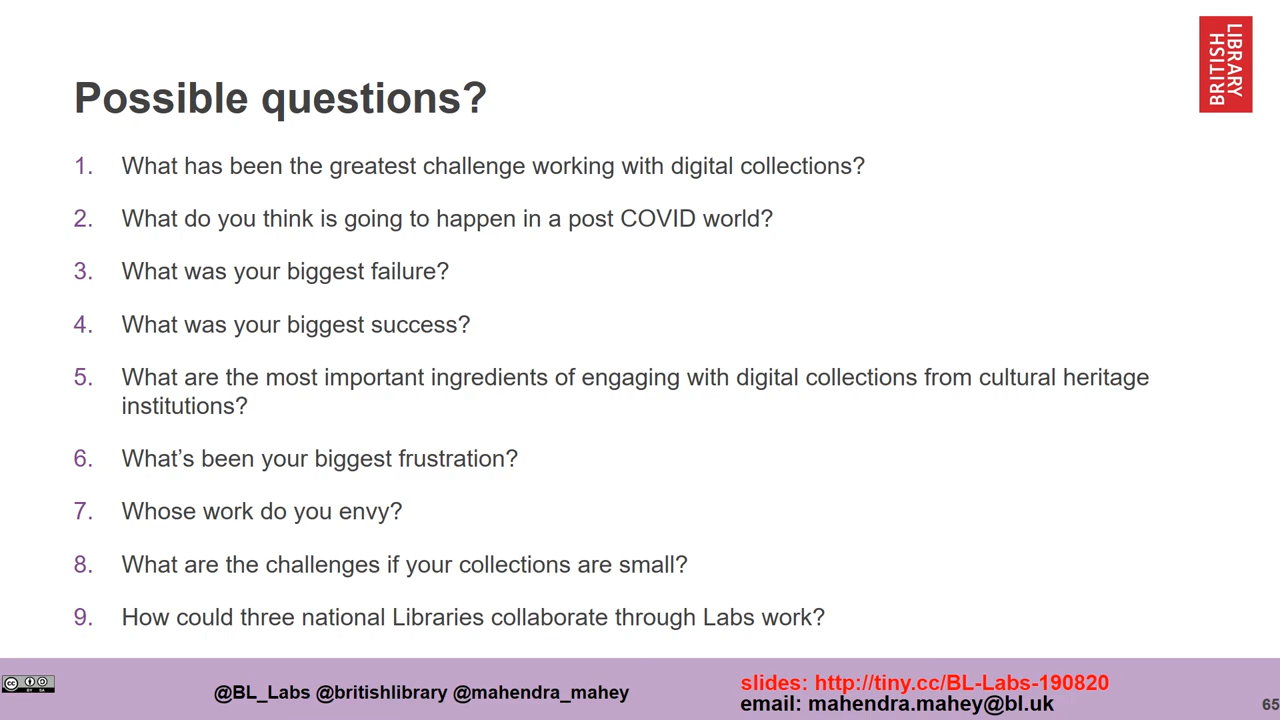 LIBRARY
BRITISH
Possible questions?
1. What has been the greatest challenge working with digital collections?
2. What do you think is going to happen in a post COVID world?
3. What was your biggest failure?
4. What was your biggest success?
5. What are the most important ingredients of engaging with digital collections from cultural heritage
institutions?
6. What’s been your biggest frustration?
7. Whose work do you envy?
8. What are the challenges if your collections are small?
9. How could three national Libraries collaborate through Labs work?
cc BY SA
@BL_Labs @britishlibrary @mahendra_mahey
slides: http://tiny.cc/BL-Labs-190820
email: mahendra.mahey@bl.uk
65